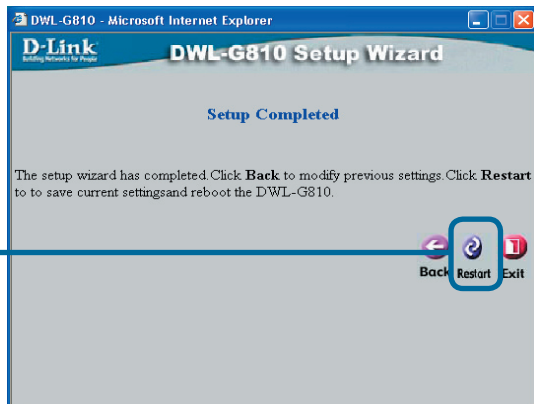 DWL-G810 - Microsoft Internet Explorer
D-Link
Building Networks for People
DWL-G810 Setup Wizard
Setup Completed
The setup wizard has completed.Click Back to modify previous settings.Click Restart
to to save current settingsand reboot the DWL-G810.
Back Restart Exit